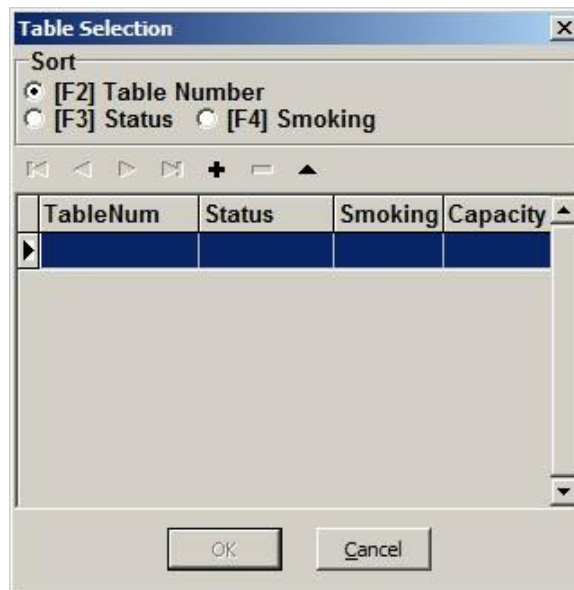 Table Selection
Sort
[F2] Table Number
[F3] Status [F4] Smoking
TableNum Status Smoking Capacity
OK Cancel